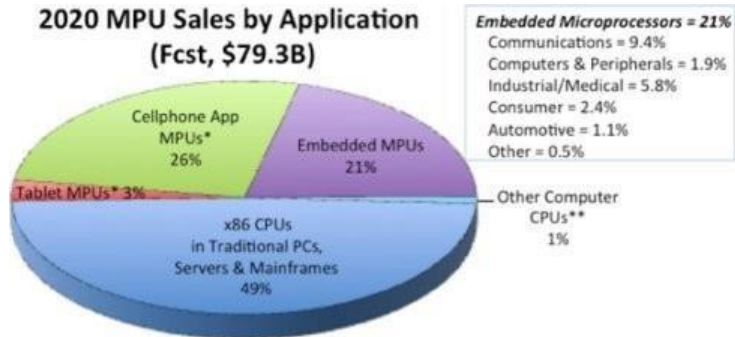 2020 MPU Sales by Application
(Fcst, $79.3B)
Embedded Microprocessors = 21%
Communications = 9.4%
Computers & Peripherals = 1.9%
Industrial/Medical = 5.8%
Consumer = 2.4%
Automotive = 1.1%
Other = 0.5%
Cellphone App
MPUs*
26%
Embedded MPUs
21%
Tablet MPUs* 3%
Other Computer
CPUs**
1%
x86 CPUs
in Traditional PCs,
Servers & Mainframes
49%